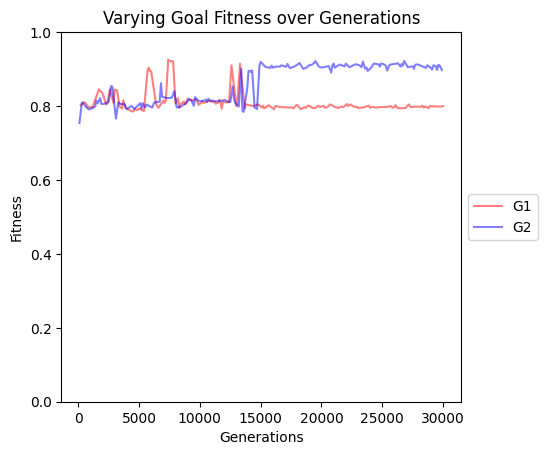 Varying Goal Fitness over Generations
1.0
0.8
0.6
0.4
0.2
0.0
Fitness
0 5000 10000 15000 20000 25000 30000
Generations
G1
G2